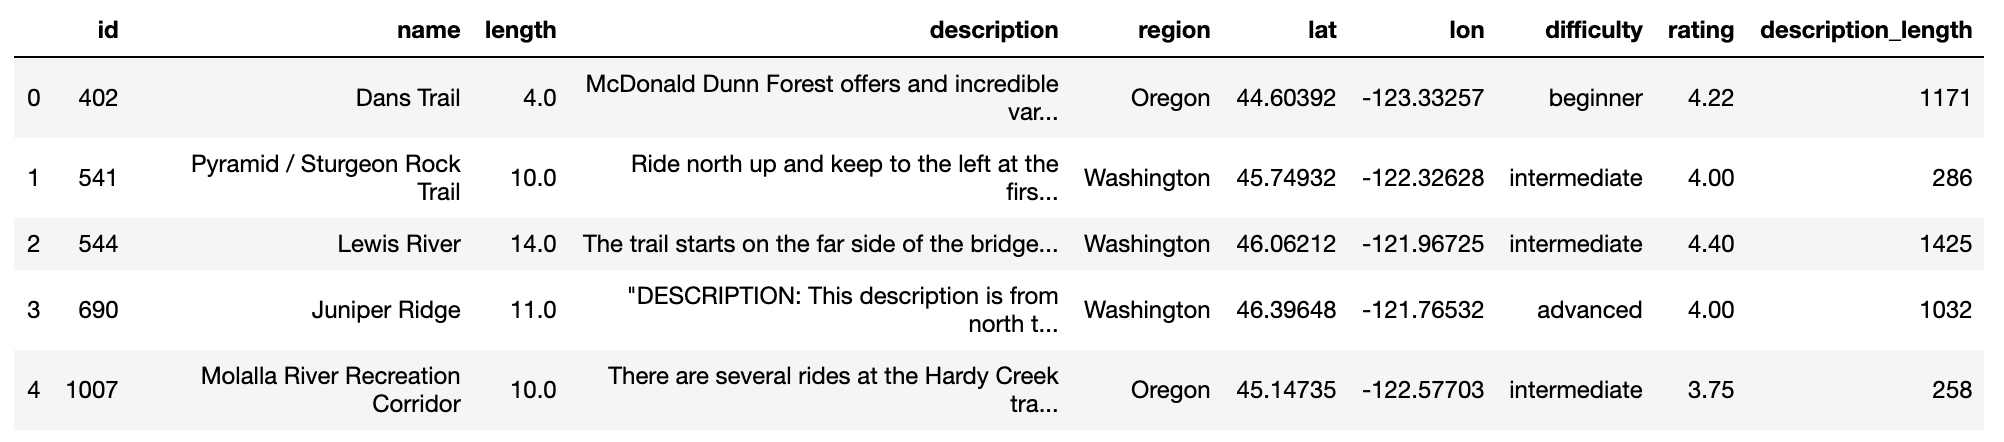 id name length description region lat lon difficulty rating description_length
0 402 Dans Trail 4.0 McDonald Dunn Forest offers and incredible var... Oregon 44.60392 -123.33257 beginner 4.22 1171
1 541 Pyramid / Sturgeon Rock Trail 10.0 Ride north up and keep to the left at the firs... Washington 45.74932 -122.32628 intermediate 4.00 286
2 544 Lewis River 14.0 The trail starts on the far side of the bridge... Washington 46.06212 -121.96725 intermediate 4.40 1425
3 690 Juniper Ridge 11.0 "DESCRIPTION: This description is from north t... Washington 46.39648 -121.76532 advanced 4.00 1032
4 1007 Molalla River Recreation Corridor 10.0 There are several rides at the Hardy Creek tra... Oregon 45.14735 -122.57703 intermediate 3.75 258